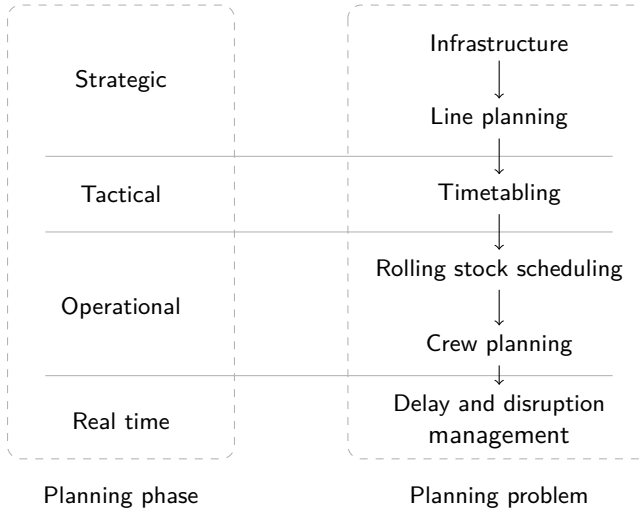 Infrastructure
Strategic
Line planning
Tactical
Timetabling
Rolling stock scheduling
Operational
Crew planning
Real time
Delay and disruption
management
Planning phase
Planning problem